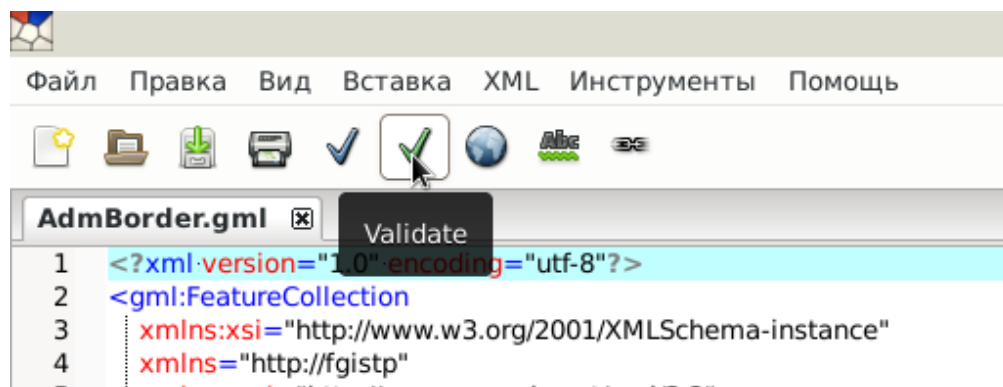 Файл Правка Вид Вставка XML Инструменты Помощь
Abc
AdmBorder.gml
Validate
1 <?xml version="1.0" encoding="utf-8"?>
2 <gml:FeatureCollection
3 xmlns:xsi="http://www.w3.org/2001/XMLSchema-instance"
4 xmlns="http://fgistp"